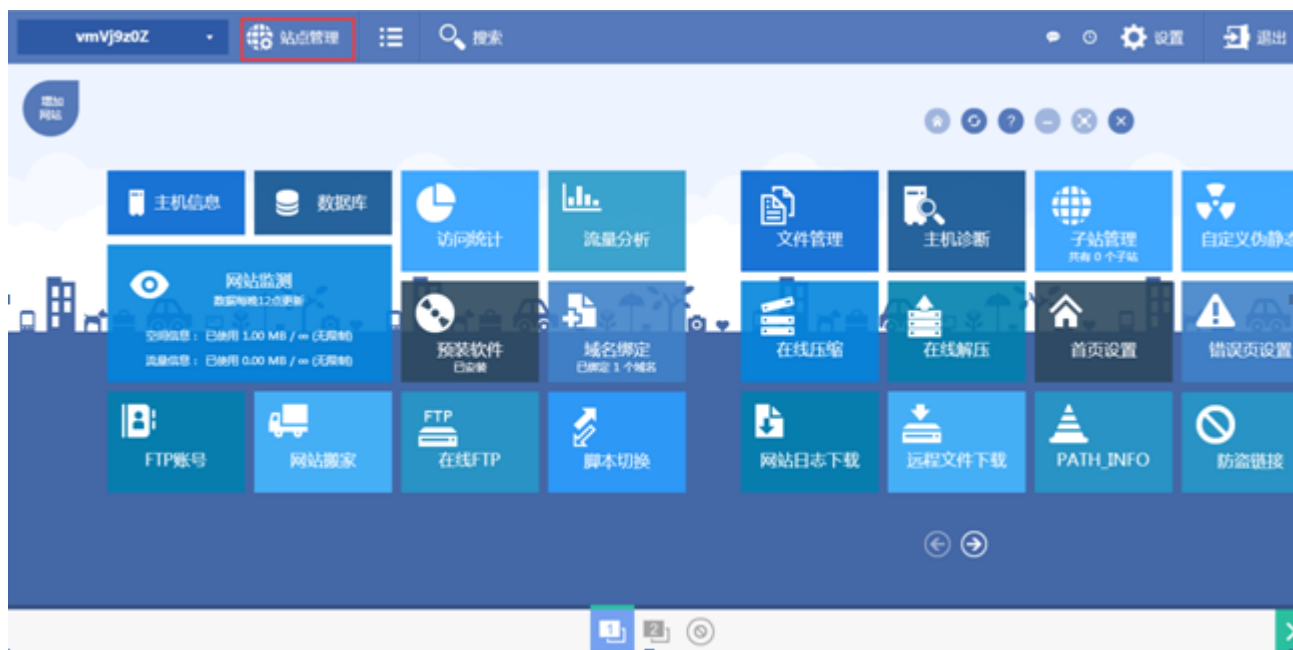 vmVj9z0Z
站点管理
搜索
设置
退出
增加
网站
主机信息
数据库
访问统计
流量分析
文件管理
主机诊断
子站管理
共有 0 个子站
自定义伪静态
网站监测
数据每晚12点更新
空间信息： 已使用 1.00 MB / ∞ (无限制)
流量信息： 已使用 0.00 MB / ∞ (无限制)
预装软件
已安装
域名绑定
已绑定 1 个域名
在线压缩
在线解压
首页设置
错误页设置
FTP账号
网站搬家
FTP
在线FTP
脚本切换
网站日志下载
远程文件下载
PATH_INFO
防盗链接
1
2